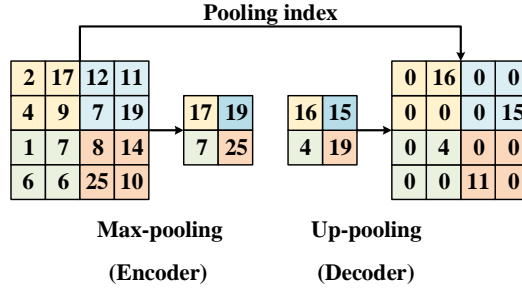 Pooling index
2 17 12 11
4 9 7 19
1 7 8 14
6 6 25 10
17 19
7 25
16 15
4 19
0 16 0 0
0 0 0 15
0 4 0 0
0 0 11 0
Max-pooling
(Encoder)
Up-pooling
(Decoder)